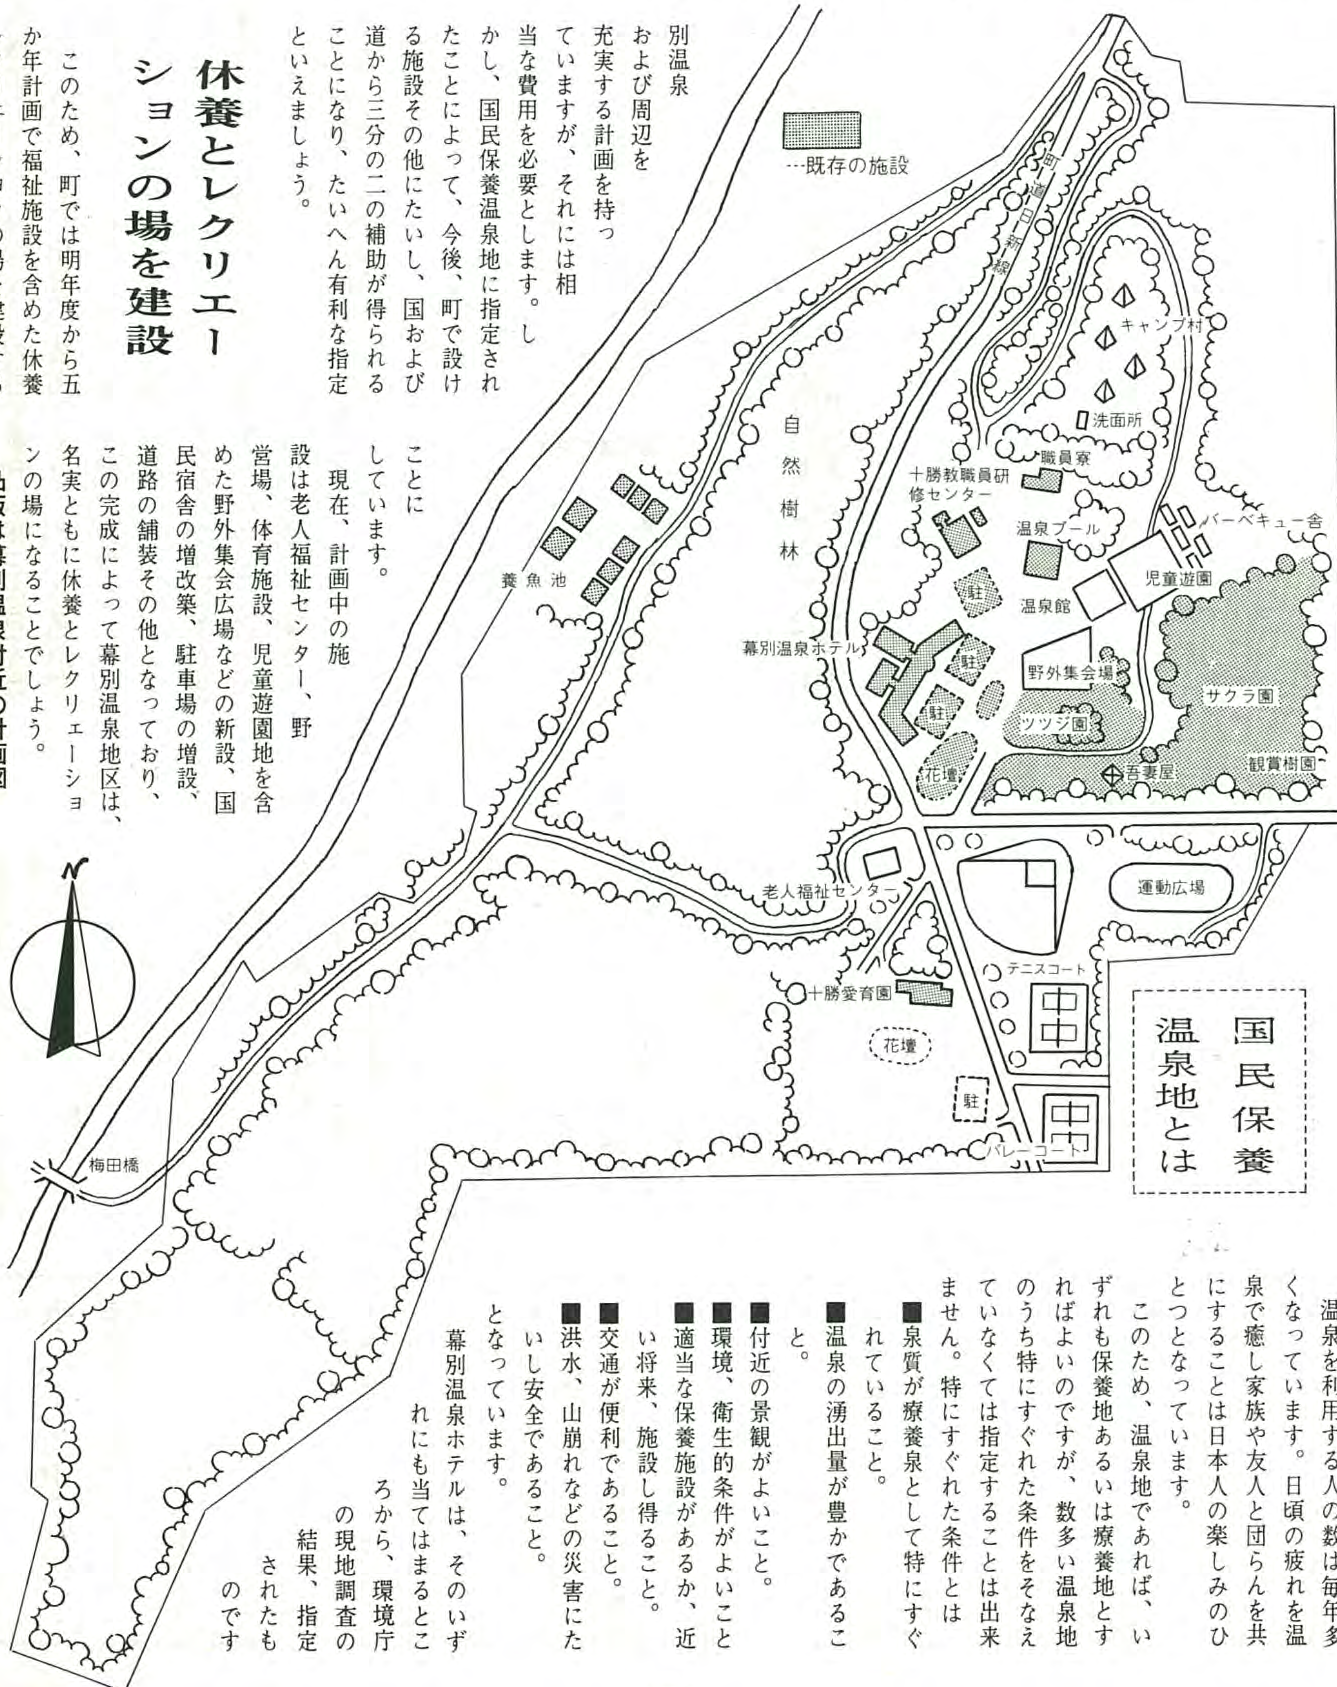 別温泉
および周辺を
充実する計画を持っ
ていますが、それには相
当な費用を必要とします。し
かし、国民保養温泉地に指定され
たことによって、今後、町で設け
る施設その他にたいし、国および
道から三分の二の補助が得られる
ことになり、たいへん有利な指定
といえましょう。
休養とレクリエー
ションの場を建設
このため、町では明年度から五
か年計画で福祉施設を含めた休養
ことに
しています。
現在、計画中の施
設は老人福祉センター、野
営場、体育施設、児童遊園地を含
めた野外集会広場などの新設、国
民宿舎の増改築、駐車場の増設、
道路の舗装その他となっており、
この完成によって幕別温泉地区は、
名実ともに休養とレクリェーショ
ンの場になることでしょう。
…既存の施設
町道日新線
キャンプ村
洗面所
職員寮
十勝教職員研
修センター
温泉プール
バーベキュー舎
児童遊園
温泉館
自然樹林
養魚池
駐
幕別温泉ホテル
駐
駐
野外集会場
サクラ園
ツツジ園
花壇
吾妻屋
観賞樹園
老人福祉センター
運動広場
テニスコート
十勝愛育園
花壇
駐
バレーコート
梅田橋
N
国民保養
温泉地とは
温泉を利用する人の数は毎年多
くなっています。日頃の疲れを温
泉で癒し家族や友人と団らんを共
にすることは日本人の楽しみのひ
とつとなっています。
このため、温泉地であれば、い
ずれも保養地あるいは療養地とす
ればよいのですが、数多い温泉地
のうち特にすぐれた条件をそなえ
ていなくては指定することは出来
ません。特にすぐれた条件とは
■泉質が療養泉として特にすぐ
れていること。
■温泉の湧出量が豊かであるこ
と。
■付近の景観がよいこと。
■環境、衛生的条件がよいこと
■適当な保養施設があるか、近
い将来、施設し得ること。
■交通が便利であること。
■洪水、山崩れなどの災害にた
いし安全であること。
となっています。
幕別温泉ホテルは、そのいず
れにも当てはまるとこ
ろから、環境庁
の現地調査の
結果、指定
されたも
のです